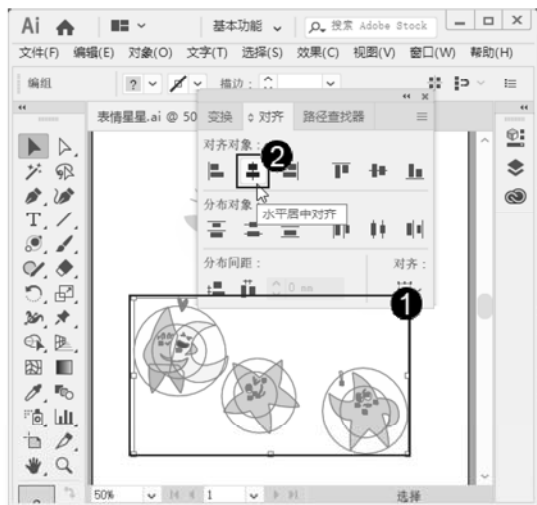 Ai 基本功能 搜索 Adobe Stock
文件(F) 编辑(E) 对象(O) 文字(T) 选择(S) 效果(C) 视图(V) 窗口(W) 帮助(H)
编组 ? 描边:
表情星星.ai @ 50 变换 对齐 路径查找器
对齐对象:
2
分布对象
水平居中对齐
分布间距: 对齐:
0 mm
1
50% 1 选择